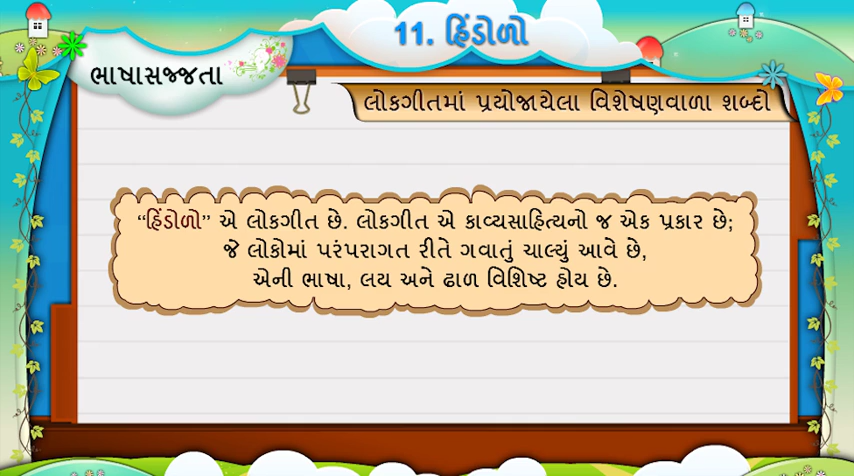 11. હિંડોળો
ભાષાસજ્જતા
લોકગીતમાં પ્રયોજાયેલા વિશેષણવાળા શબ્દો
“હિંડોળો” એ લોકગીત છે. લોકગીત એ કાવ્યસાહિત્યનો જ એક પ્રકાર છે;
જે લોકોમાં પરંપરાગત રીતે ગવાતું ચાલ્યું આવે છે,
એની ભાષા, લય અને ઢાળ વિશિષ્ટ હોય છે.